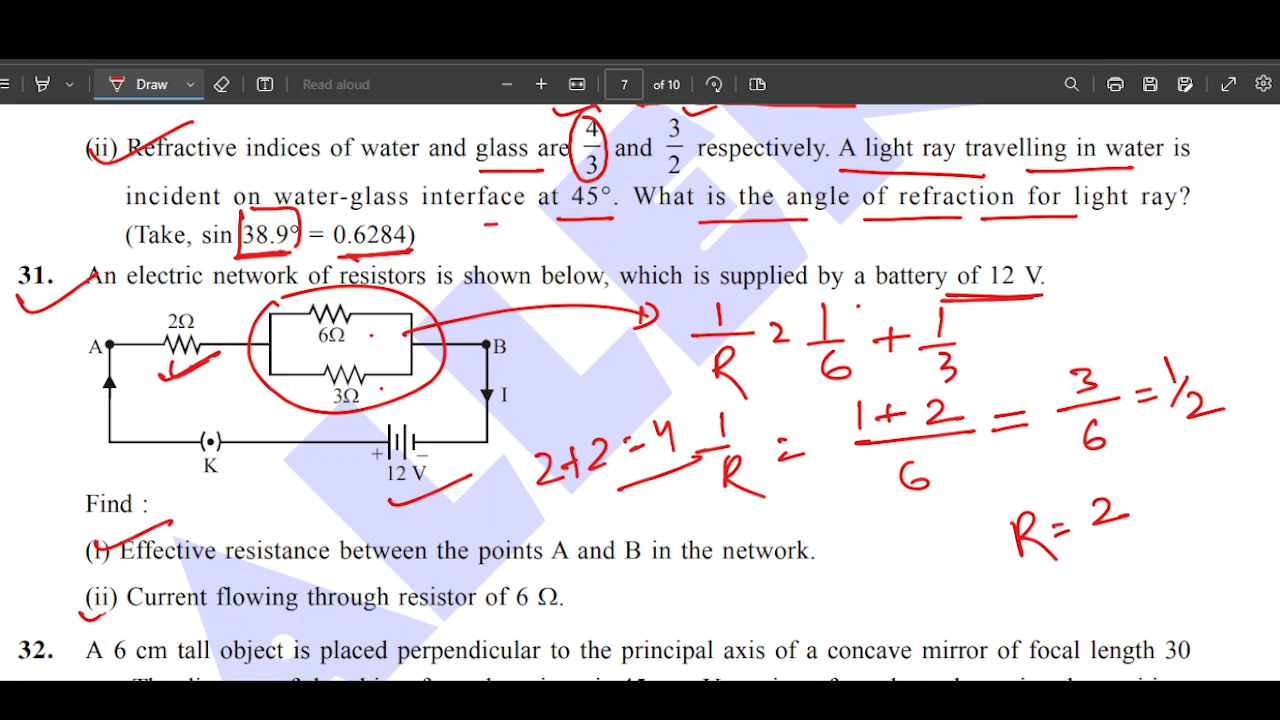 Draw
Read aloud
7 of 10
(ii) Refractive indices of water and glass are 4/3 and 3/2 respectively. A light ray travelling in water is
incident on water-glass interface at 45°. What is the angle of refraction for light ray?
(Take, sin 38.9° = 0.6284)
31. An electric network of resistors is shown below, which is supplied by a battery of 12 V.
2Ω
6Ω
3Ω
A
B
I
K
+ −
12 V
1/R = 1/6 + 1/3
1/R = 1+2/6 = 3/6 = 1/2
2+2=4
R = 2
Find :
(i) Effective resistance between the points A and B in the network.
(ii) Current flowing through resistor of 6 Ω.
32. A 6 cm tall object is placed perpendicular to the principal axis of a concave mirror of focal length 30